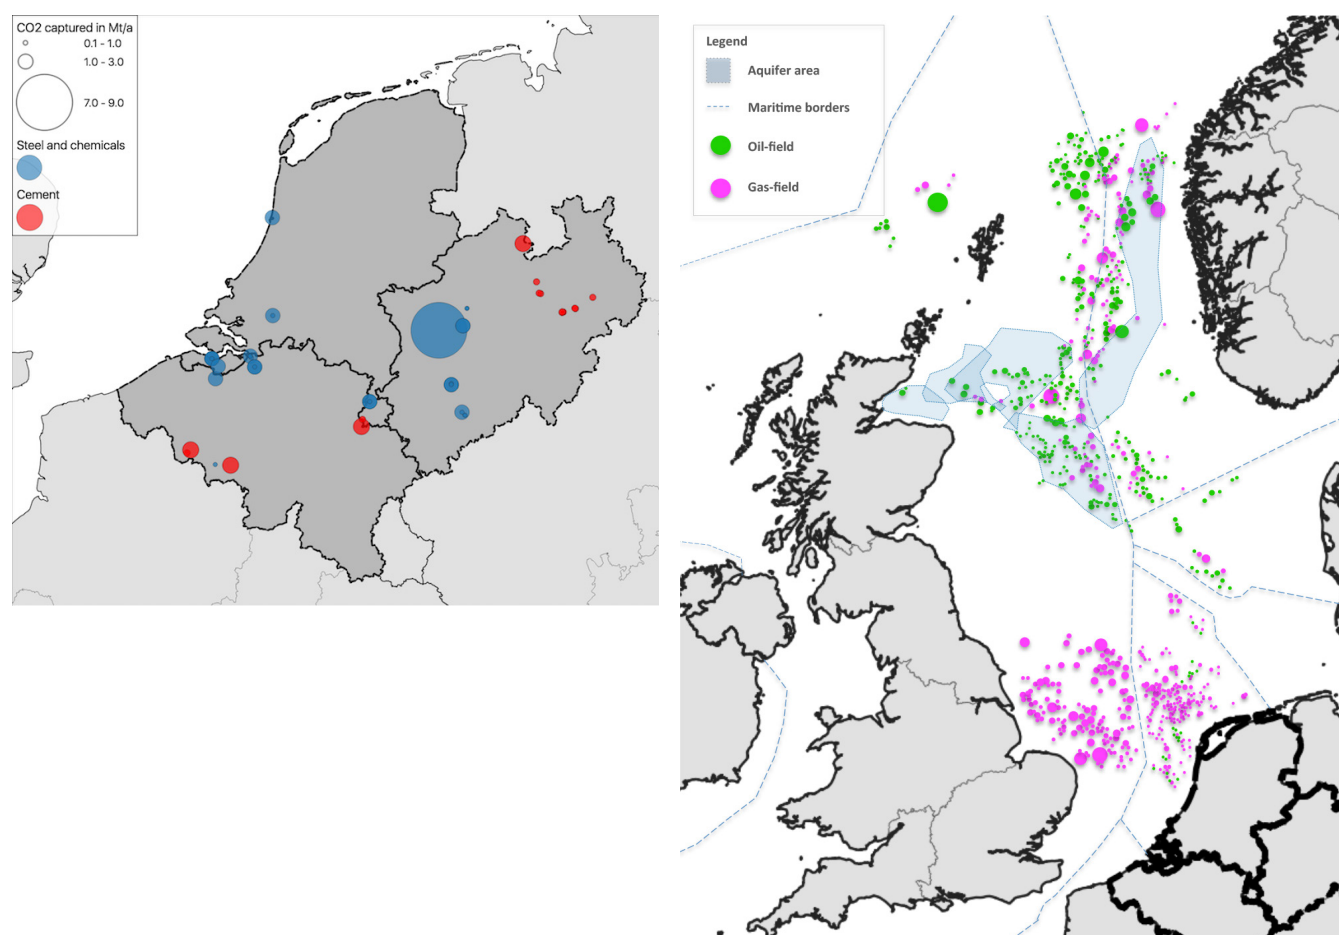 CO2 captured in Mt/a
0.1 - 1.0
1.0 - 3.0
7.0 - 9.0
Steel and chemicals
Cement
Legend
Aquifer area
Maritime borders
Oil-field
Gas-field